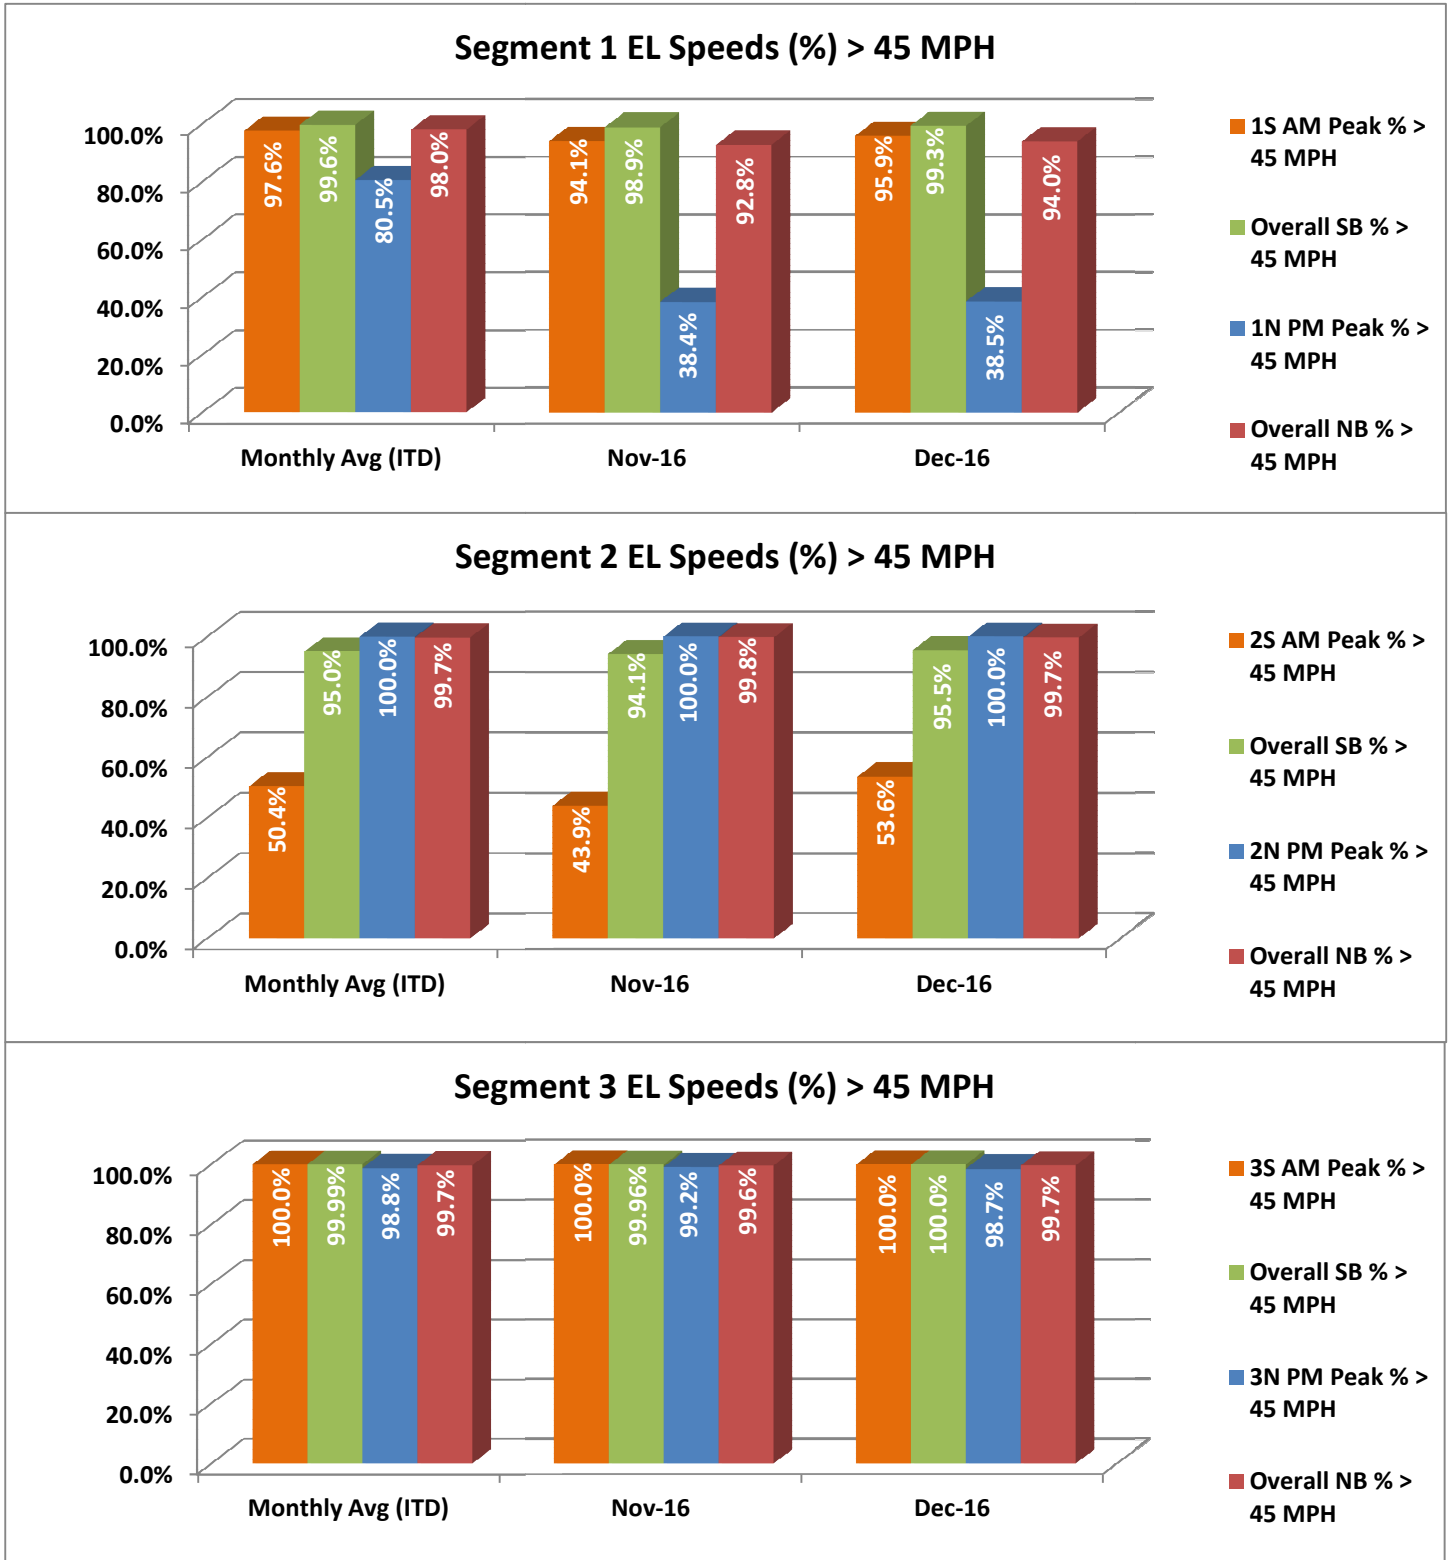 Segment 1 EL Speeds (%) > 45 MPH
100.0%
80.0%
60.0%
40.0%
20.0%
0.0%
97.6%
99.6%
80.5%
98.0%
94.1%
98.9%
38.4%
92.8%
95.9%
99.3%
38.5%
94.0%
Monthly Avg (ITD)
Nov-16
Dec-16
1S AM Peak % >
45 MPH
Overall SB % >
45 MPH
1N PM Peak % >
45 MPH
Overall NB % >
45 MPH
Segment 2 EL Speeds (%) > 45 MPH
100.0%
80.0%
60.0%
40.0%
20.0%
0.0%
50.4%
95.0%
100.0%
99.7%
43.9%
94.1%
100.0%
99.8%
53.6%
95.5%
100.0%
99.7%
Monthly Avg (ITD)
Nov-16
Dec-16
2S AM Peak % >
45 MPH
Overall SB % >
45 MPH
2N PM Peak % >
45 MPH
Overall NB % >
45 MPH
Segment 3 EL Speeds (%) > 45 MPH
100.0%
80.0%
60.0%
40.0%
20.0%
0.0%
100.0%
99.99%
98.8%
99.7%
100.0%
99.96%
99.2%
99.6%
100.0%
100.0%
98.7%
99.7%
Monthly Avg (ITD)
Nov-16
Dec-16
3S AM Peak % >
45 MPH
Overall SB % >
45 MPH
3N PM Peak % >
45 MPH
Overall NB % >
45 MPH